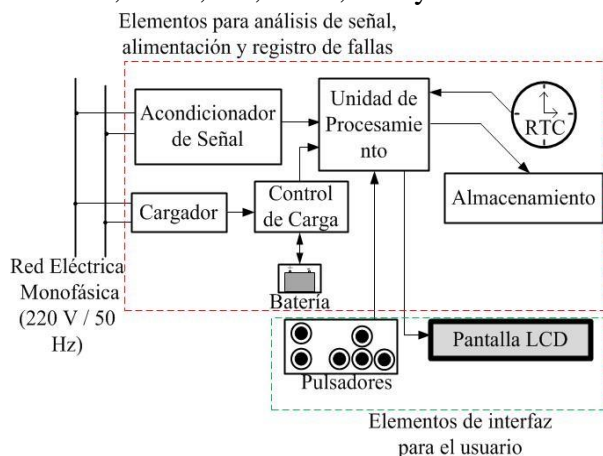 Elementos para análisis de señal,
alimentación y registro de fallas
Acondicionador
de Señal
Unidad de
Procesamie
nto
RTC
Almacenamiento
Cargador
Control
de Carga
Batería
Red Eléctrica
Monofásica
(220 V / 50
Hz)
Pulsadores
Pantalla LCD
Elementos de interfaz
para el usuario